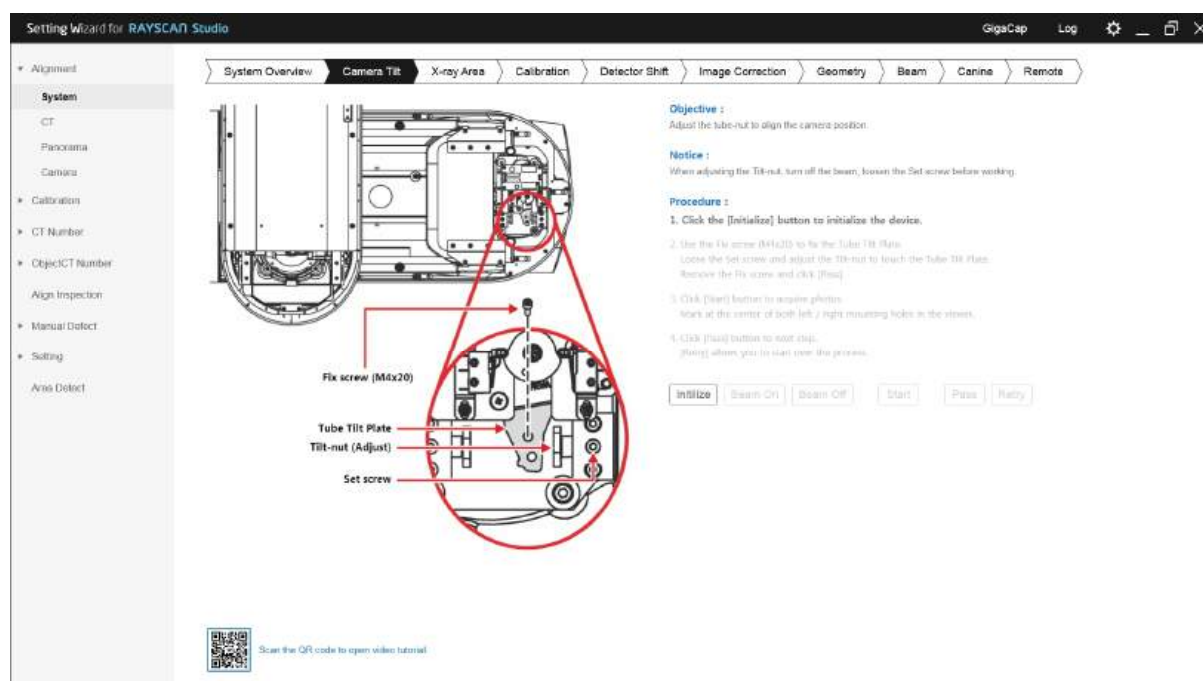 Setting Wizard for RAYSCAN Studio
GigaCap
Log
Alignment
System
CT
Panorama
Camera
Calibration
CT Number
ObjectCT Number
Align Inspection
Manual Defect
Setting
Area Detect
System Overview
Camera Tilt
X-ray Area
Calibration
Detector Shift
Image Correction
Geometry
Beam
Canine
Remote
Fix screw (M4x20)
Tube Tilt Plate
Tilt-nut (Adjust)
Set screw
Scan the QR code to open video tutorial
Objective :
Adjust the tube-nut to align the camera position.
Notice :
When adjusting the Tilt-nut, turn off the beam, loosen the Set screw before working.
Procedure :
1. Click the [Initialize] button to initialize the device.
2. Use the Fix screw (M4x20) to fix the Tube Tilt Plate.
Loose the Set screw and adjust the Tilt-nut to touch the Tube Tilt Plate.
Remove the Fix screw and click [Pass]
3. Click [Start] button to acquire photos.
Mark at the center of both left / right mounting holes in the viewer.
4. Click [Pass] button to next step.
[Retry] allows you to start over the process.
Initilize
Beam On
Beam Off
Start
Pass
Retry